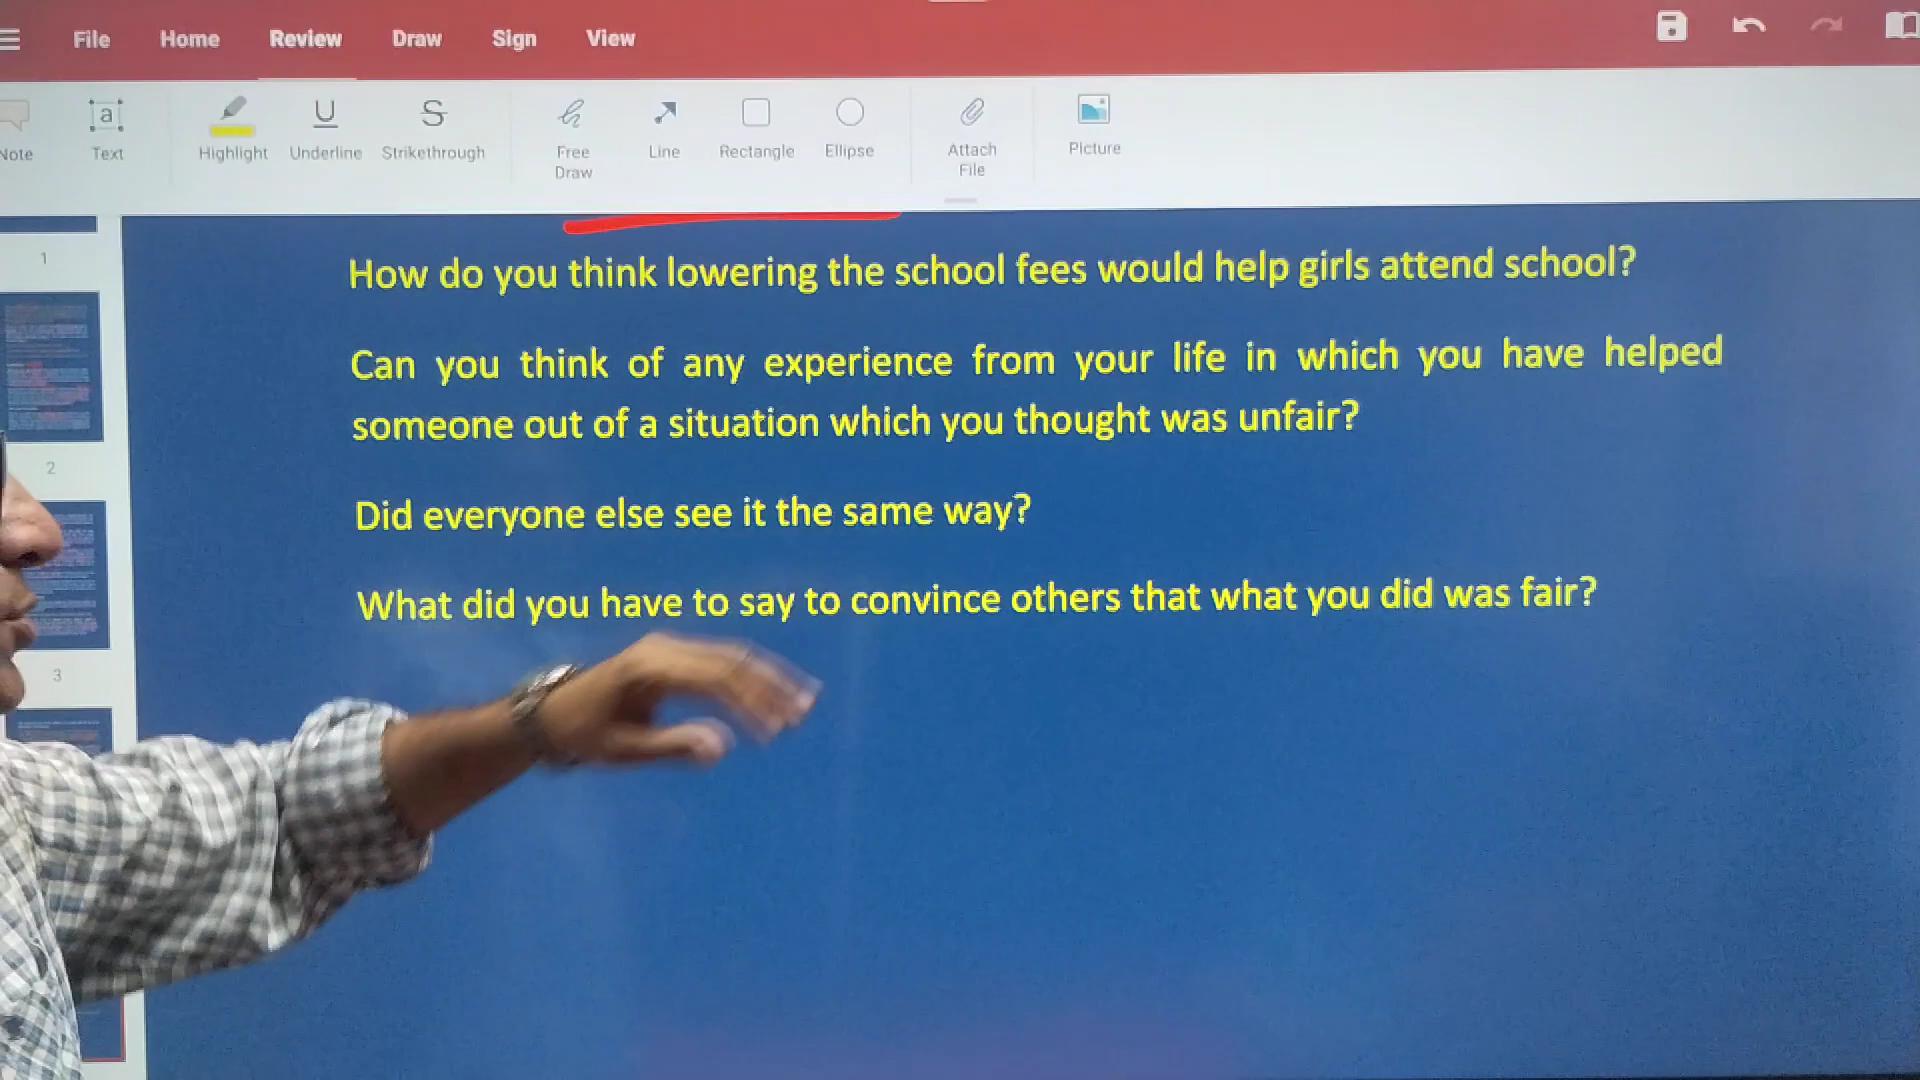 File Home Review Draw Sign View
Note Text Highlight Underline Strikethrough Free Draw Line Rectangle Ellipse Attach File Picture
1
How do you think lowering the school fees would help girls attend school?
Can you think of any experience from your life in which you have helped
someone out of a situation which you thought was unfair?
2
Did everyone else see it the same way?
What did you have to say to convince others that what you did was fair?
3